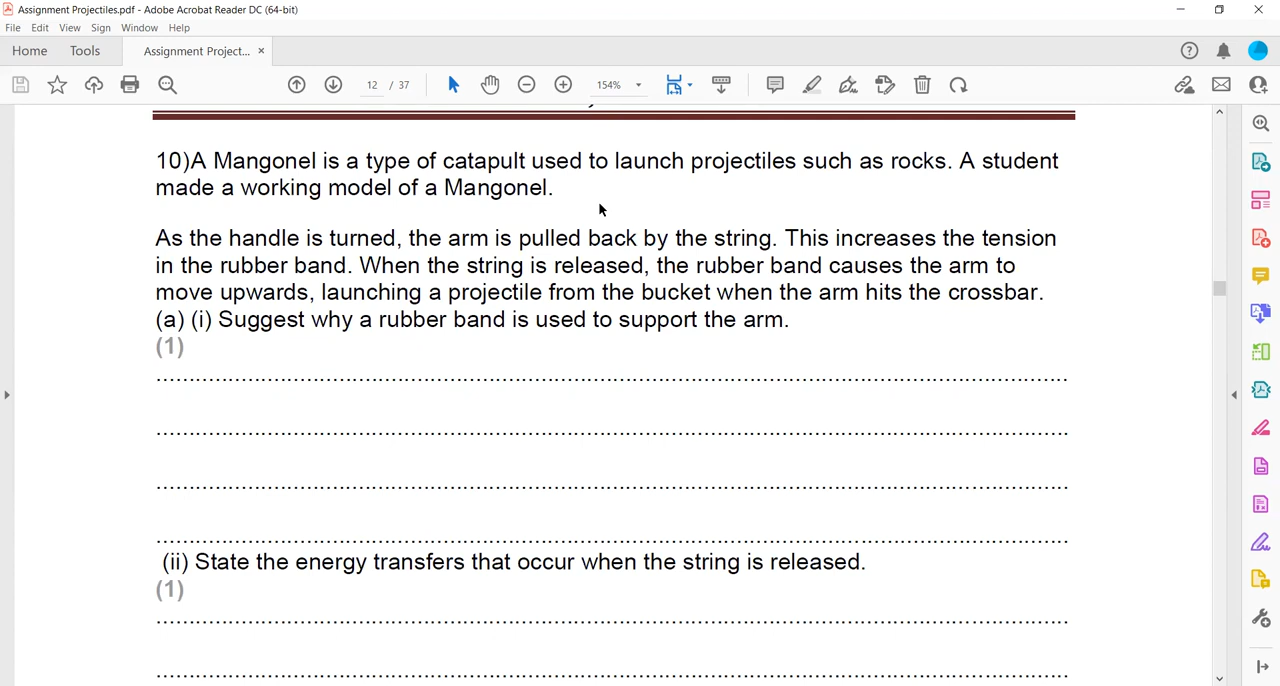 Assignment Projectiles.pdf - Adobe Acrobat Reader DC (64-bit)
File Edit View Sign Window Help
Home Tools Assignment Project... ×
12 / 37 154%
10)A Mangonel is a type of catapult used to launch projectiles such as rocks. A student
made a working model of a Mangonel.
As the handle is turned, the arm is pulled back by the string. This increases the tension
in the rubber band. When the string is released, the rubber band causes the arm to
move upwards, launching a projectile from the bucket when the arm hits the crossbar.
(a) (i) Suggest why a rubber band is used to support the arm.
(1)
(ii) State the energy transfers that occur when the string is released.
(1)